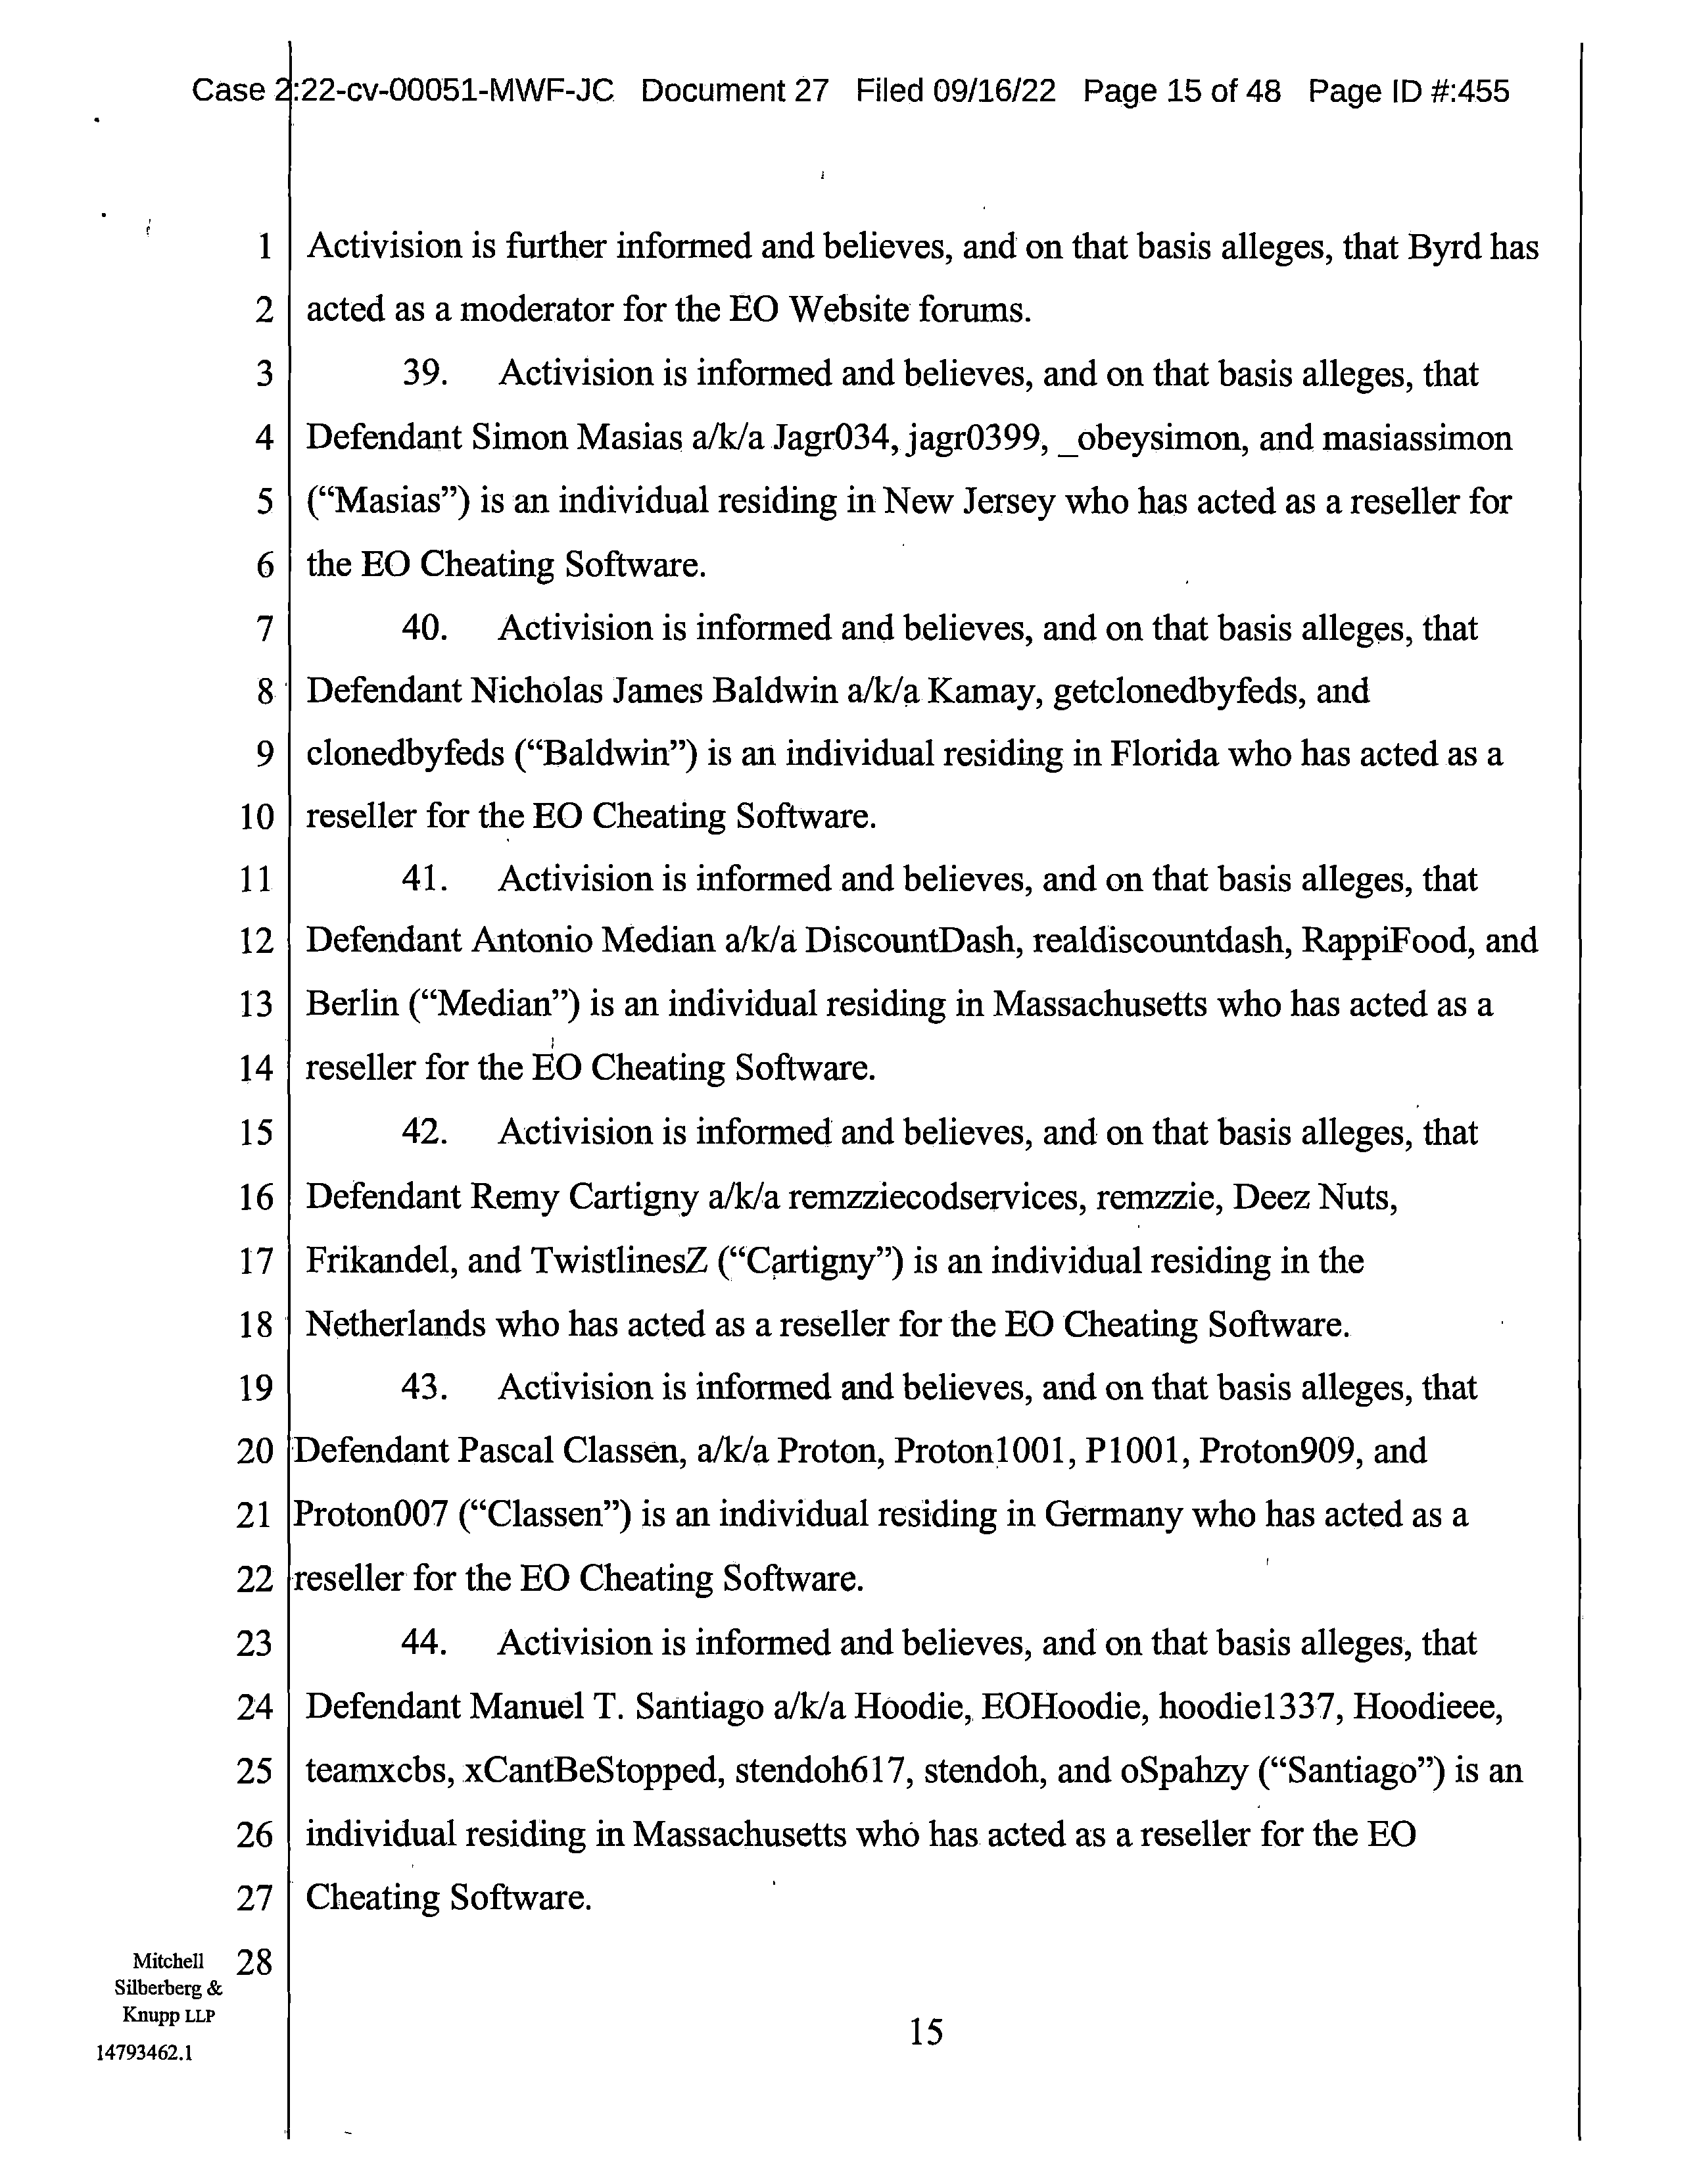 Case 2:22-cv-00051-MWF-JC Document 27 Filed 09/16/22 Page 15 of 48 Page ID #:455
1 Activision is further informed and believes, and on that basis alleges, that Byrd has
2 acted as a moderator for the EO Website forums.
3 39. Activision is informed and believes, and on that basis alleges, that
4 Defendant Simon Masias a/k/a Jagr034, jagr0399, _obeysimon, and masiassimon
5 (“Masias”) is an individual residing in New Jersey who has acted as a reseller for
6 the EO Cheating Software.
7 40. Activision is informed and believes, and on that basis alleges, that
8 Defendant Nicholas James Baldwin a/k/a Kamay, getclonedbyfeds, and
9 clonedbyfeds (“Baldwin”) is an individual residing in Florida who has acted as a
10 reseller for the EO Cheating Software.
11 41. Activision is informed and believes, and on that basis alleges, that
12 Defendant Antonio Median a/k/a DiscountDash, realdiscountdash, RappiFood, and
13 Berlin (“Median”) is an individual residing in Massachusetts who has acted as a
14 reseller for the EO Cheating Software.
15 42. Activision is informed and believes, and on that basis alleges, that
16 Defendant Remy Cartigny a/k/a remzziecodservices, remzzie, Deez Nuts,
17 Frikandel, and TwistlinesZ (“Cartigny”) is an individual residing in the
18 Netherlands who has acted as a reseller for the EO Cheating Software.
19 43. Activision is informed and believes, and on that basis alleges, that
20 Defendant Pascal Classen, a/k/a Proton, Proton1001, P1001, Proton909, and
21 Proton007 (“Classen”) is an individual residing in Germany who has acted as a
22 reseller for the EO Cheating Software.
23 44. Activision is informed and believes, and on that basis alleges, that
24 Defendant Manuel T. Santiago a/k/a Hoodie, EOHoodie, hoodie1337, Hoodieee,
25 teamxcbs, xCantBeStopped, stendoh617, stendoh, and oSpahzy (“Santiago”) is an
26 individual residing in Massachusetts who has acted as a reseller for the EO
27 Cheating Software.
28
Mitchell
Silberberg &
Knupp LLP
14793462.1
15